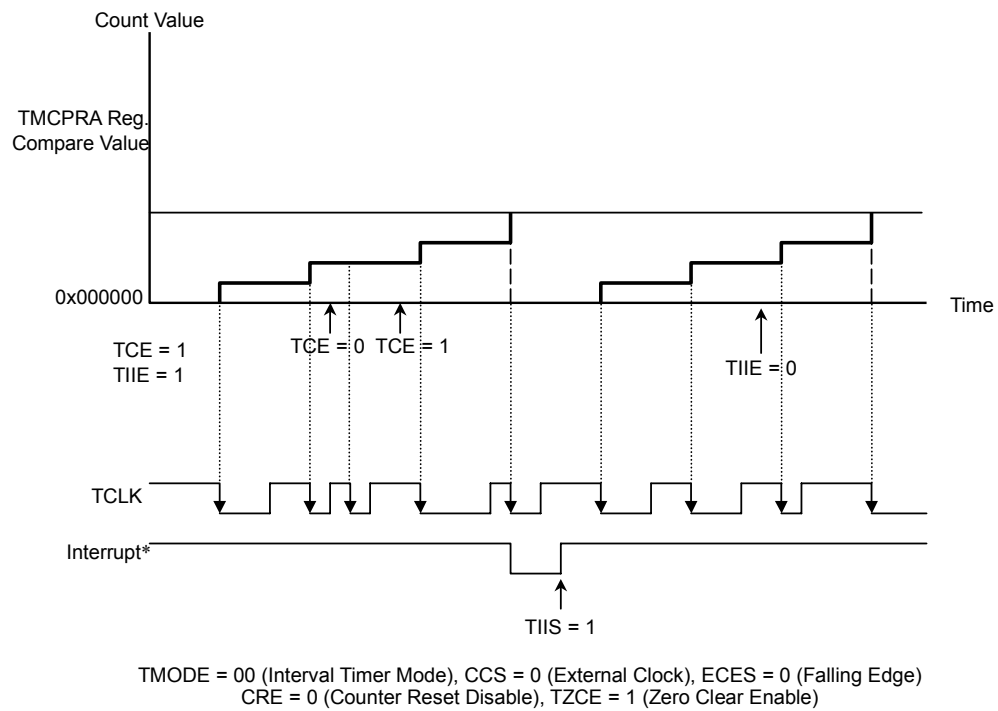 Count Value
TMCPRA Reg.
Compare Value
0x000000
Time
TCE = 1
TIIE = 1
TCE = 0
TCE = 1
TIIE = 0
TCLK
Interrupt*
TIIS = 1
TMODE = 00 (Interval Timer Mode), CCS = 0 (External Clock), ECES = 0 (Falling Edge)
CRE = 0 (Counter Reset Disable), TZCE = 1 (Zero Clear Enable)